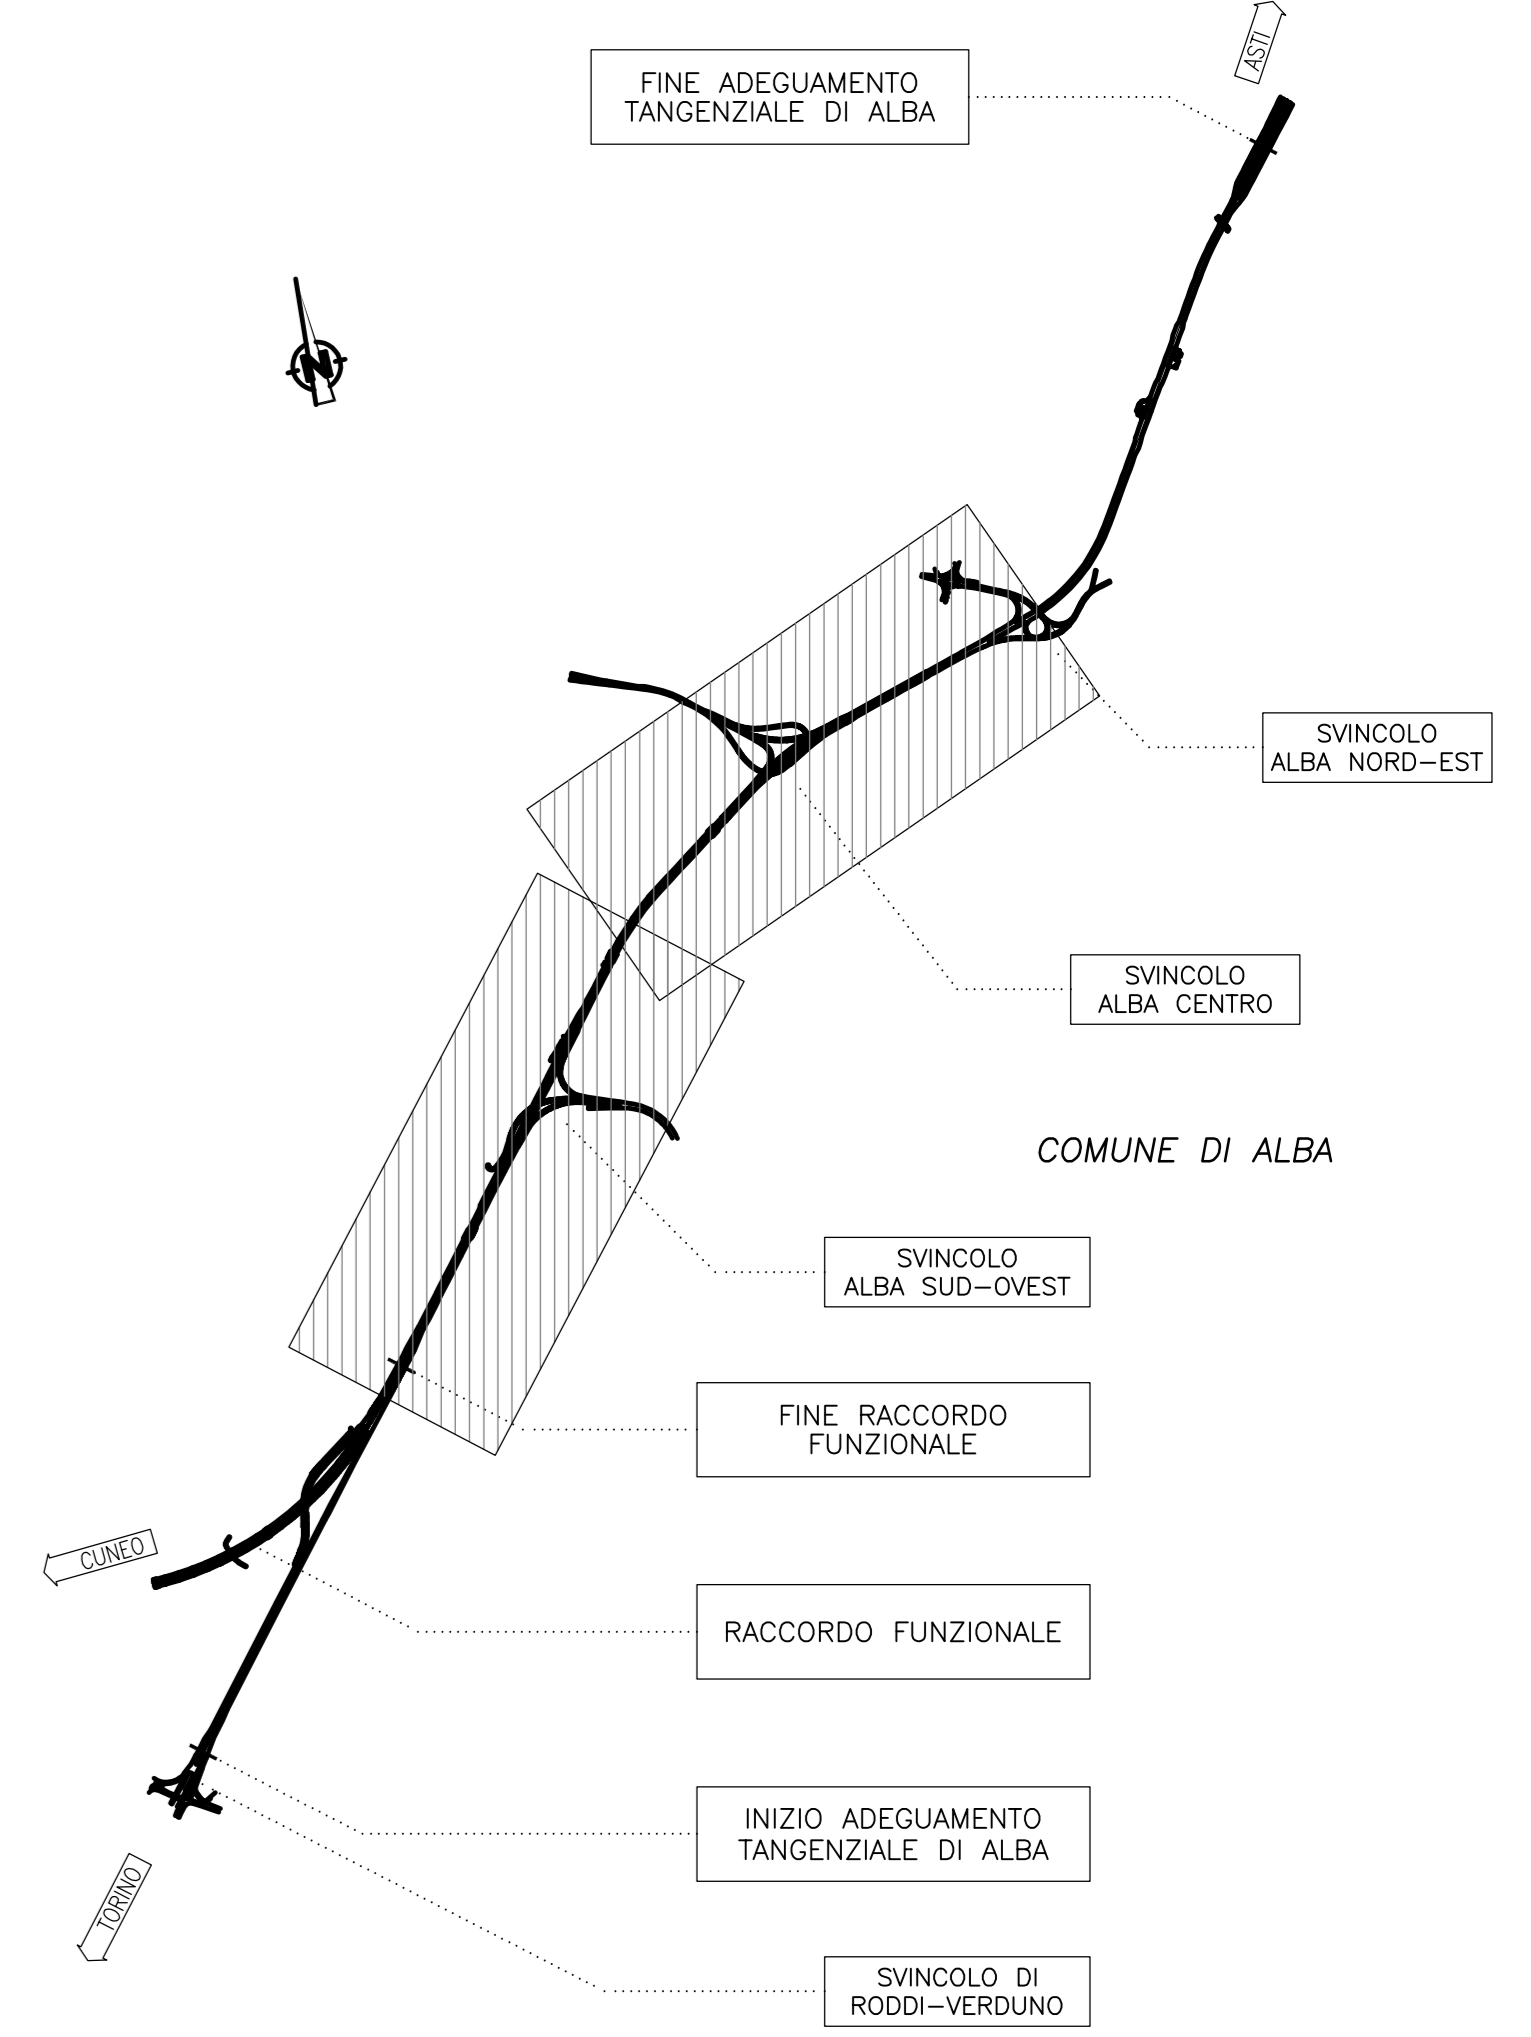 ASTI
FINE ADEGUAMENTO
TANGENZIALE DI ALBA
N
SVINCOLO
ALBA NORD-EST
SVINCOLO
ALBA CENTRO
COMUNE DI ALBA
SVINCOLO
ALBA SUD-OVEST
FINE RACCORDO
FUNZIONALE
CUNEO
RACCORDO FUNZIONALE
INIZIO ADEGUAMENTO
TANGENZIALE DI ALBA
TORINO
SVINCOLO DI
RODDI-VERDUNO